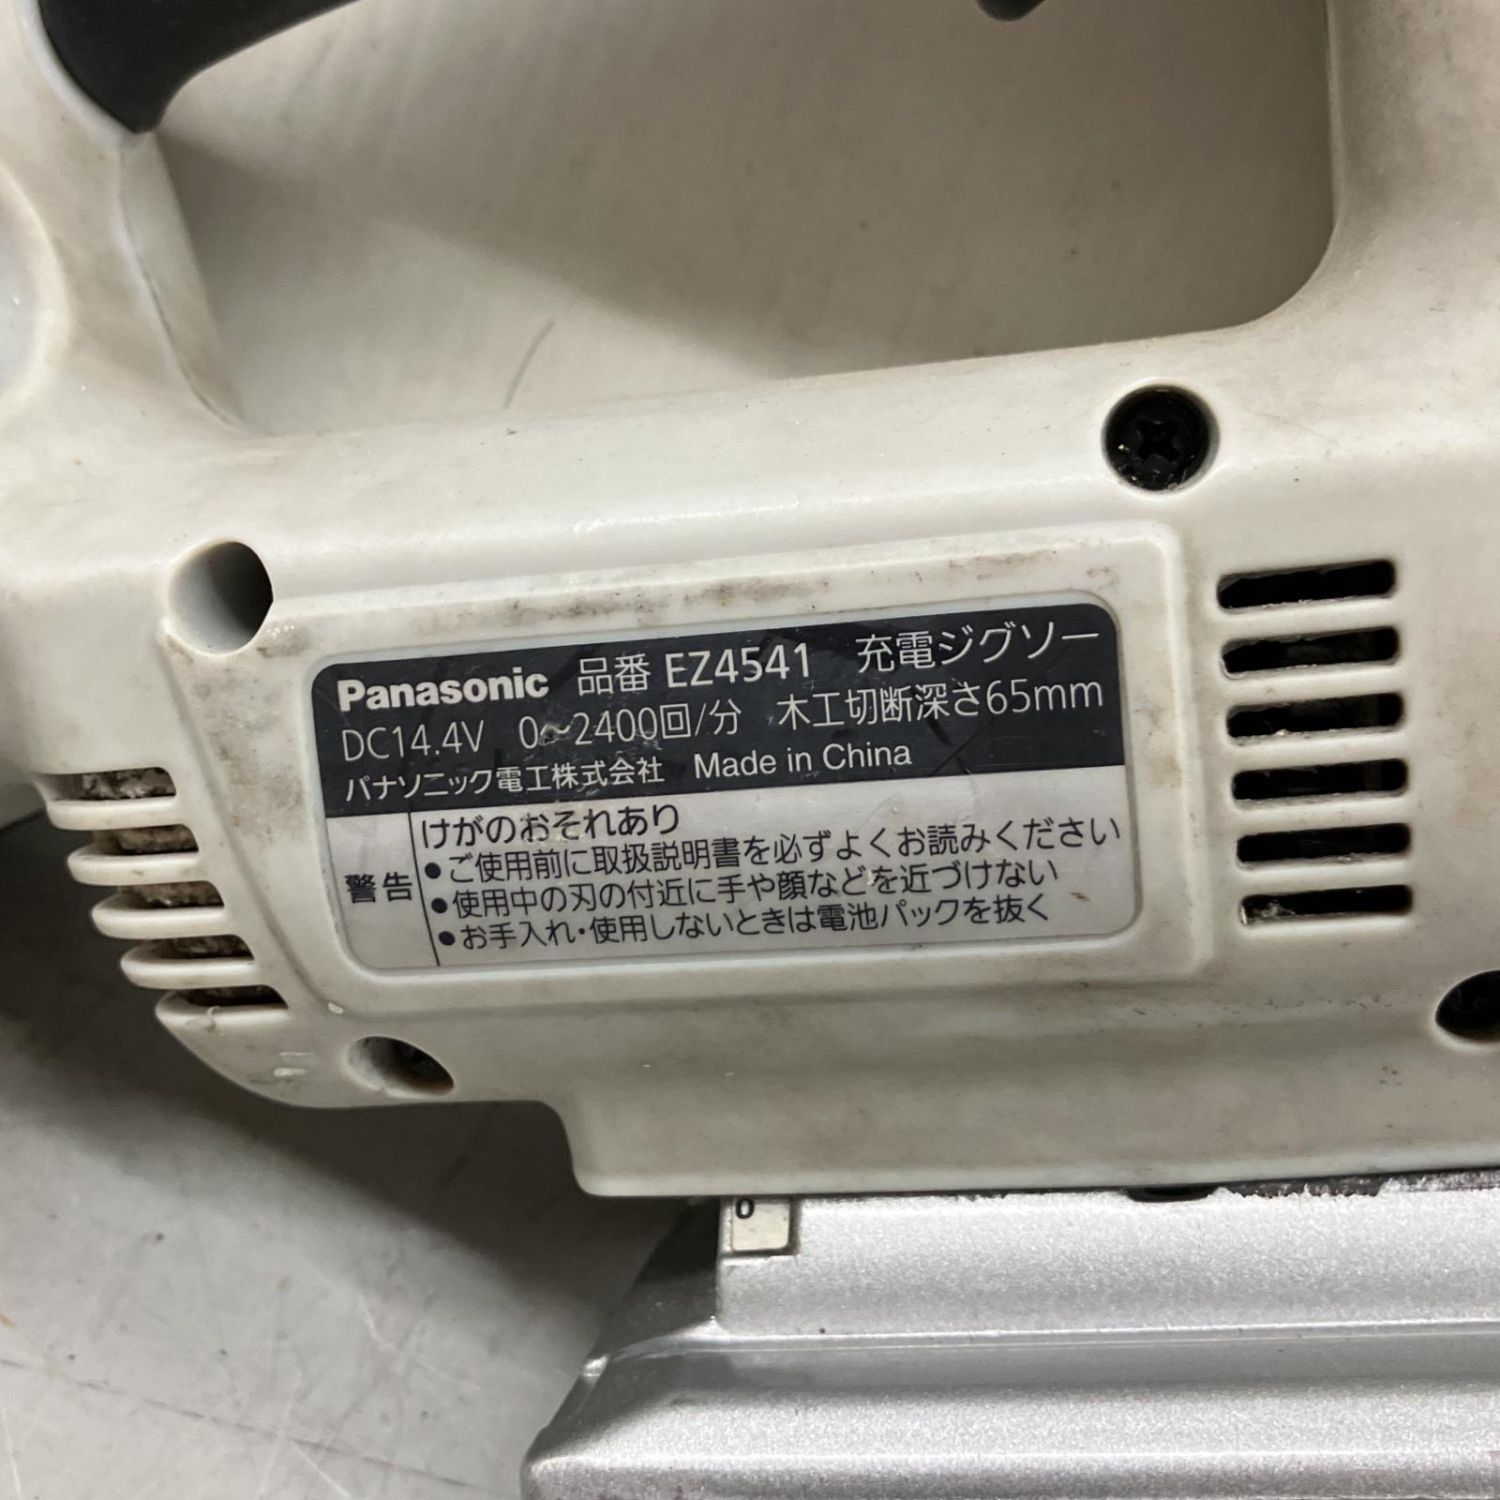 Panasonic 品番 EZ4541 充電ジグソー
DC14.4V 0〜2400回/分 木工切断深さ65mm
パナソニック電工株式会社 Made in China
警告
けがのおそれあり
●ご使用前に取扱説明書を必ずよくお読みください
●使用中の刃の付近に手や顔などを近づけない
●お手入れ・使用しないときは電池パックを抜く
0